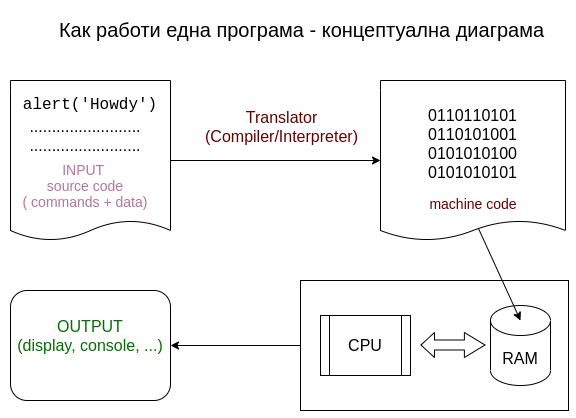 Как работи една програма - концептуална диаграма
alert('Howdy')
.........................
.........................
INPUT
source code
( commands + data)
Translator
(Compiler/Interpreter)
0110110101
0110101001
0101010100
0101010101
machine code
OUTPUT
(display, console, ...)
CPU
RAM